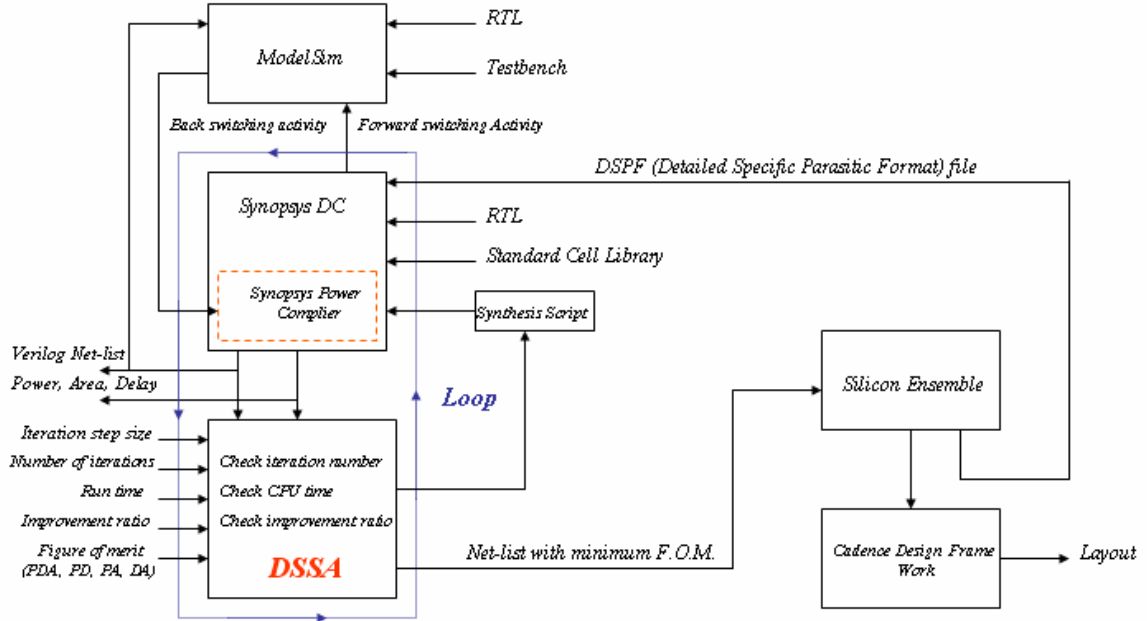 RTL
ModelSim
Testbench
Back switching activity
Forward switching Activity
DSPF (Detailed Specific Parasitic Format) file
Synopsys DC
RTL
Standard Cell Library
Synopsys Power
Complier
Synthesis Script
Verilog Net-list
Power, Area, Delay
Loop
Silicon Ensemble
Iteration step size
Number of iterations
Check iteration number
Run time
Check CPU time
Improvement ratio
Check improvement ratio
Figure of merit
(PDA, PD, PA, DA)
DSSA
Net-list with minimum F.O.M.
Cadence Design Frame
Work
Layout